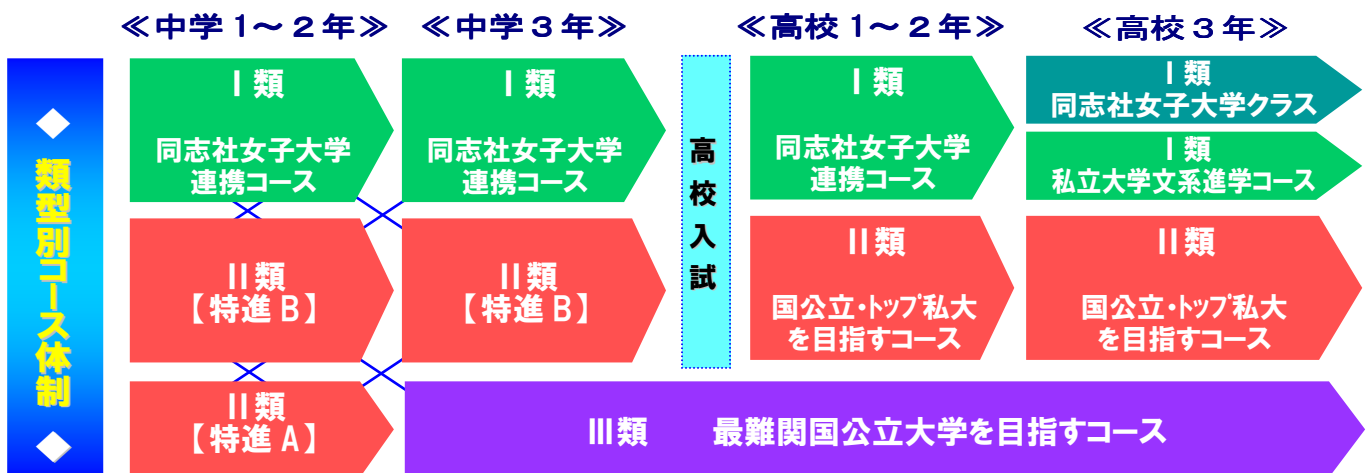 ≪中学1~2年≫
≪中学3年≫
≪高校1~2年≫
≪高校3年≫
◆ 類型別コース体制 ◆
Ⅰ類
同志社女子大学
連携コース
Ⅰ類
同志社女子大学
連携コース
高校入試
Ⅰ類
同志社女子大学
連携コース
Ⅰ類
同志社女子大学クラス
Ⅰ類
私立大学文系進学コース
Ⅱ類
【特進B】
Ⅱ類
【特進B】
Ⅱ類
国公立・トップ私大
を目指すコース
Ⅱ類
国公立・トップ私大
を目指すコース
Ⅱ類
【特進A】
Ⅲ類 最難関国公立大学を目指すコース